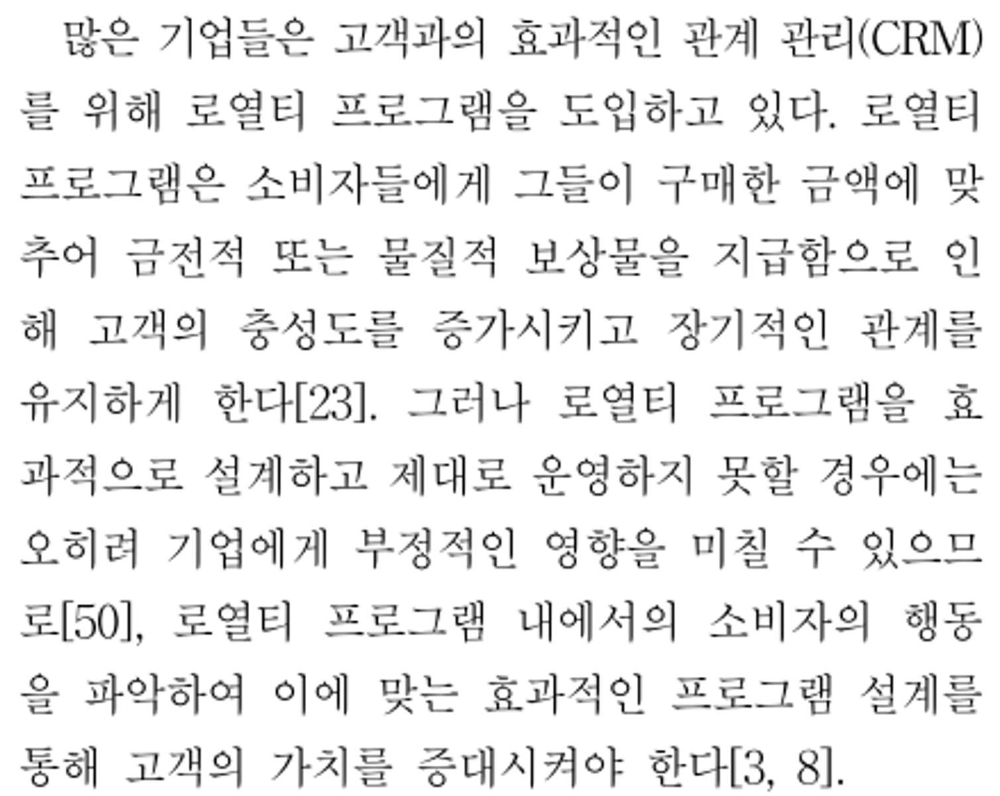 많은 기업들은 고객과의 효과적인 관계 관리(CRM)
를 위해 로열티 프로그램을 도입하고 있다. 로열티
프로그램은 소비자들에게 그들이 구매한 금액에 맞
추어 금전적 또는 물질적 보상물을 지급함으로 인
해 고객의 충성도를 증가시키고 장기적인 관계를
유지하게 한다[23]. 그러나 로열티 프로그램을 효
과적으로 설계하고 제대로 운영하지 못할 경우에는
오히려 기업에게 부정적인 영향을 미칠 수 있으므
로[50], 로열티 프로그램 내에서의 소비자의 행동
을 파악하여 이에 맞는 효과적인 프로그램 설계를
통해 고객의 가치를 증대시켜야 한다[3, 8].